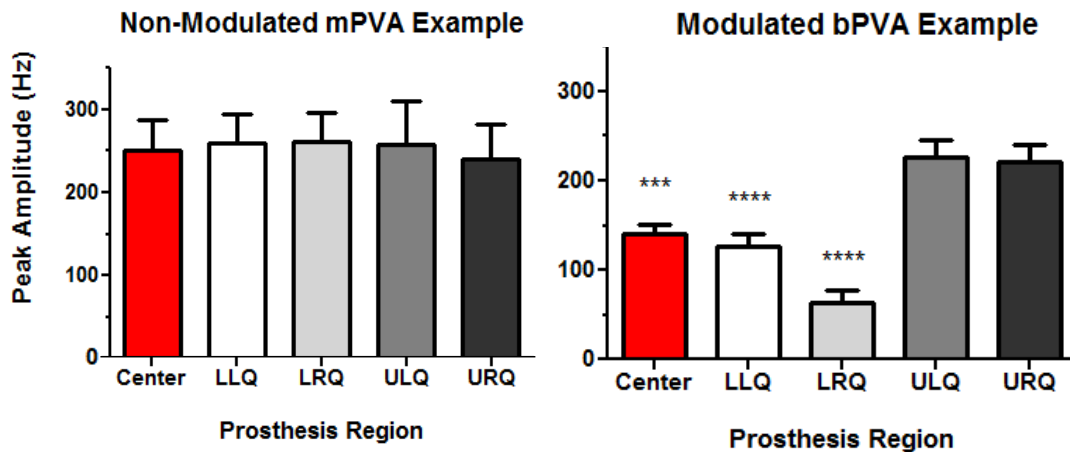 Non-Modulated mPVA Example
Peak Amplitude (Hz)
300
200
100
0
Center LLQ LRQ ULQ URQ
Prosthesis Region
Modulated bPVA Example
300
200
100
0
***
****
****
Center LLQ LRQ ULQ URQ
Prosthesis Region